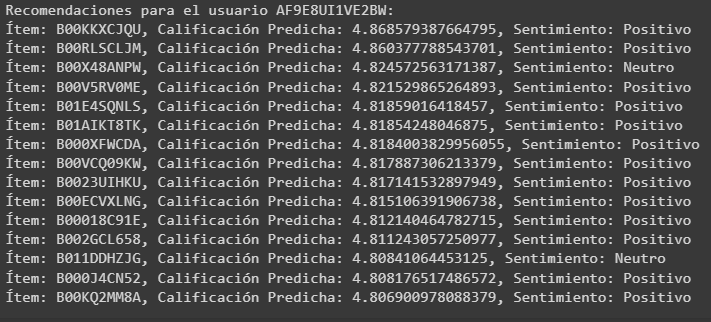 Recomendaciones para el usuario AF9E8UI1VE2BW:
Ítem: B00KKXCJQU, Calificación Predicha: 4.868579387664795, Sentimiento: Positivo
Ítem: B00RLSCLJM, Calificación Predicha: 4.860377788543701, Sentimiento: Positivo
Ítem: B00X48ANPW, Calificación Predicha: 4.824572563171387, Sentimiento: Neutro
Ítem: B00V5RV0ME, Calificación Predicha: 4.821529865264893, Sentimiento: Positivo
Ítem: B01E4SQNLS, Calificación Predicha: 4.81859016418457, Sentimiento: Positivo
Ítem: B01AIKT8TK, Calificación Predicha: 4.81854248046875, Sentimiento: Positivo
Ítem: B000XFWCDA, Calificación Predicha: 4.8184003829956055, Sentimiento: Positivo
Ítem: B00VCQ09KW, Calificación Predicha: 4.817887306213379, Sentimiento: Positivo
Ítem: B0023UIHKU, Calificación Predicha: 4.817141532897949, Sentimiento: Positivo
Ítem: B00ECVXLNG, Calificación Predicha: 4.815106391906738, Sentimiento: Positivo
Ítem: B00018C91E, Calificación Predicha: 4.812140464782715, Sentimiento: Positivo
Ítem: B002GCL658, Calificación Predicha: 4.811243057250977, Sentimiento: Positivo
Ítem: B011DDHZJG, Calificación Predicha: 4.80841064453125, Sentimiento: Neutro
Ítem: B000J4CN52, Calificación Predicha: 4.808176517486572, Sentimiento: Positivo
Ítem: B00KQ2MM8A, Calificación Predicha: 4.806900978088379, Sentimiento: Positivo